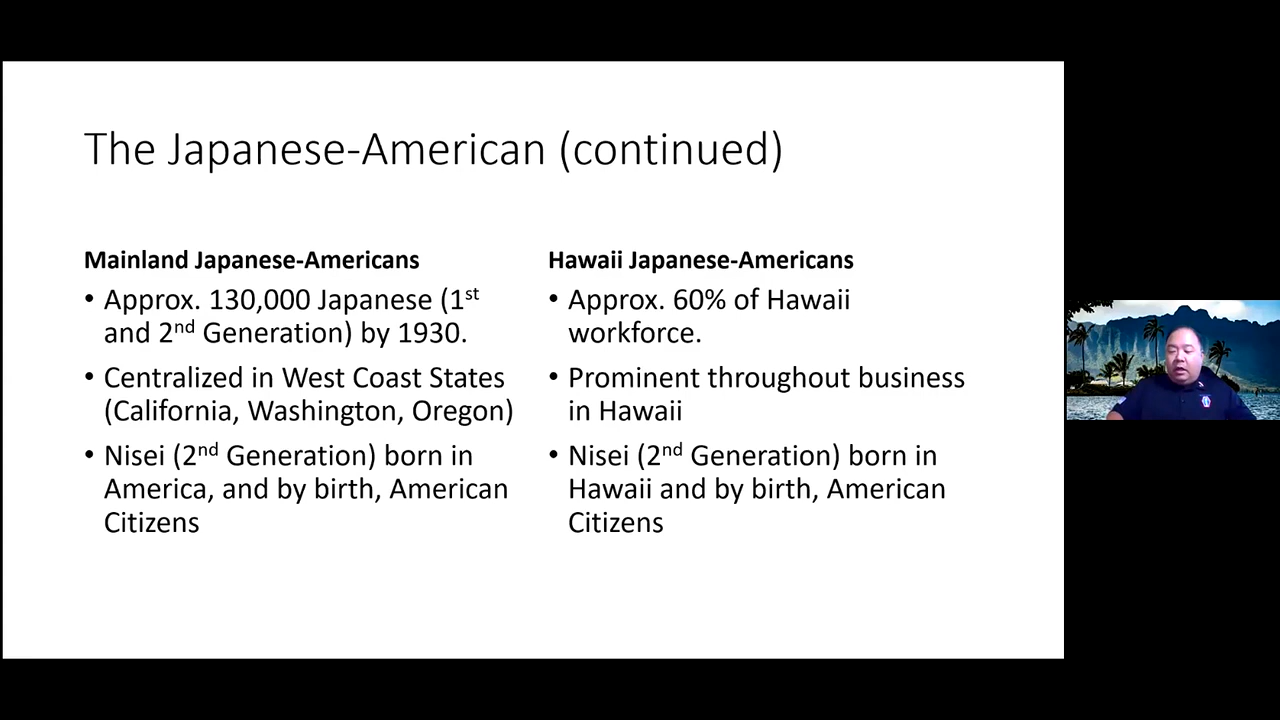 The Japanese-American (continued)
Mainland Japanese-Americans
• Approx. 130,000 Japanese (1st
and 2nd Generation) by 1930.
• Centralized in West Coast States
(California, Washington, Oregon)
• Nisei (2nd Generation) born in
America, and by birth, American
Citizens
Hawaii Japanese-Americans
• Approx. 60% of Hawaii
workforce.
• Prominent throughout business
in Hawaii
• Nisei (2nd Generation) born in
Hawaii and by birth, American
Citizens